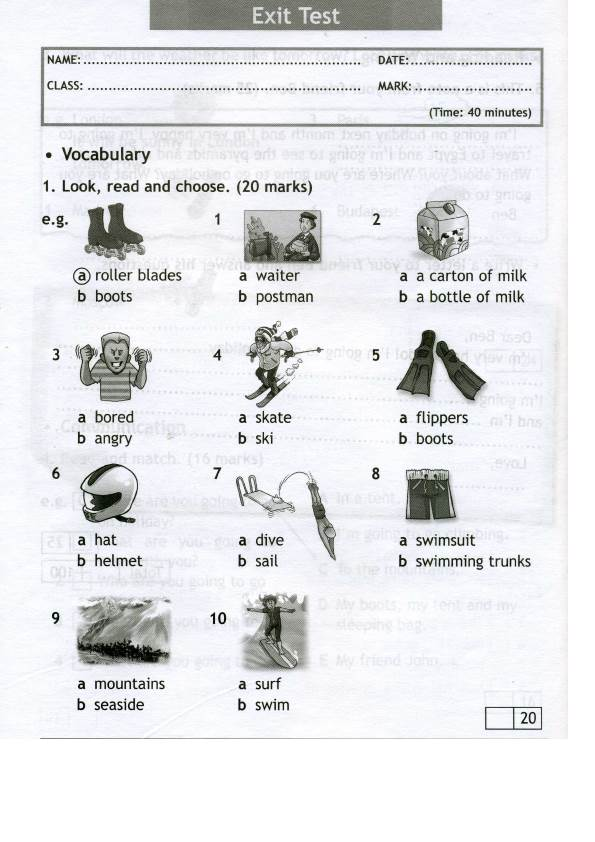 Exit Test
NAME:
DATE:
CLASS:
MARK:
(Time: 40 minutes)
• Vocabulary
1. Look, read and choose. (20 marks)
e.g.
a roller blades
b boots
1
a waiter
b postman
2
a a carton of milk
b a bottle of milk
3
a bored
b angry
4
a skate
b ski
5
a flippers
b boots
6
a hat
b helmet
7
a dive
b sail
8
a swimsuit
b swimming trunks
9
a mountains
b seaside
10
a surf
b swim
20